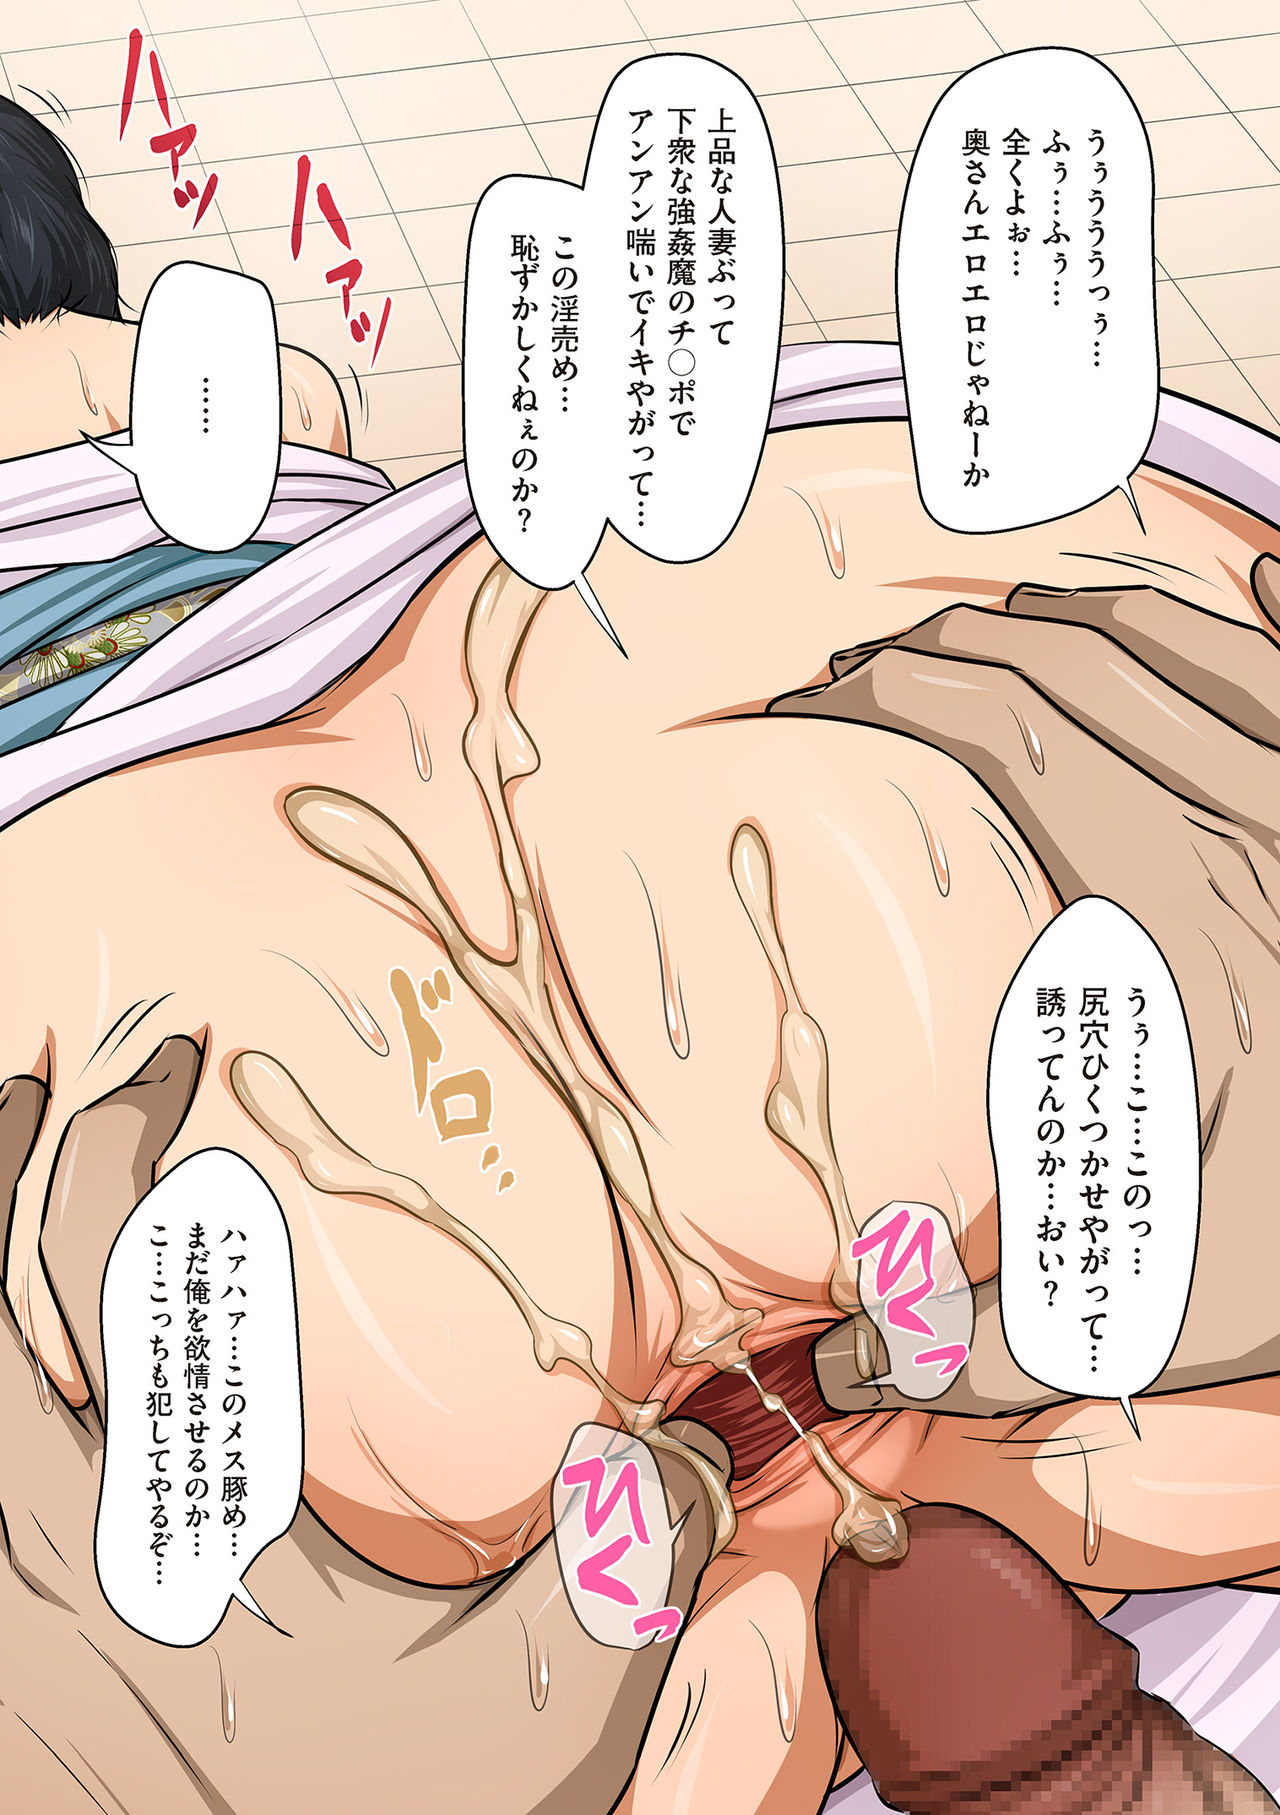 うぅうううっぅ…
ふぅ…ふぅ…
全くよぉ…
奥さんエロエロじゃねーか
上品な人妻ぶって
下衆な強姦魔のチ○ポで
アンアン喘いでイキやがって…
この淫売め…
恥ずかしくねぇのか？
ハァッ
ハァッ
……
うぅ…こ…このっ…
尻穴ひくつかせやがって…
誘ってんのか…おい？
ドロ…
ひくっ
ひくっ
ハァハァ…このメス豚め…
まだ俺を欲情させるのか…
こ…こっちも犯してやるぞ…